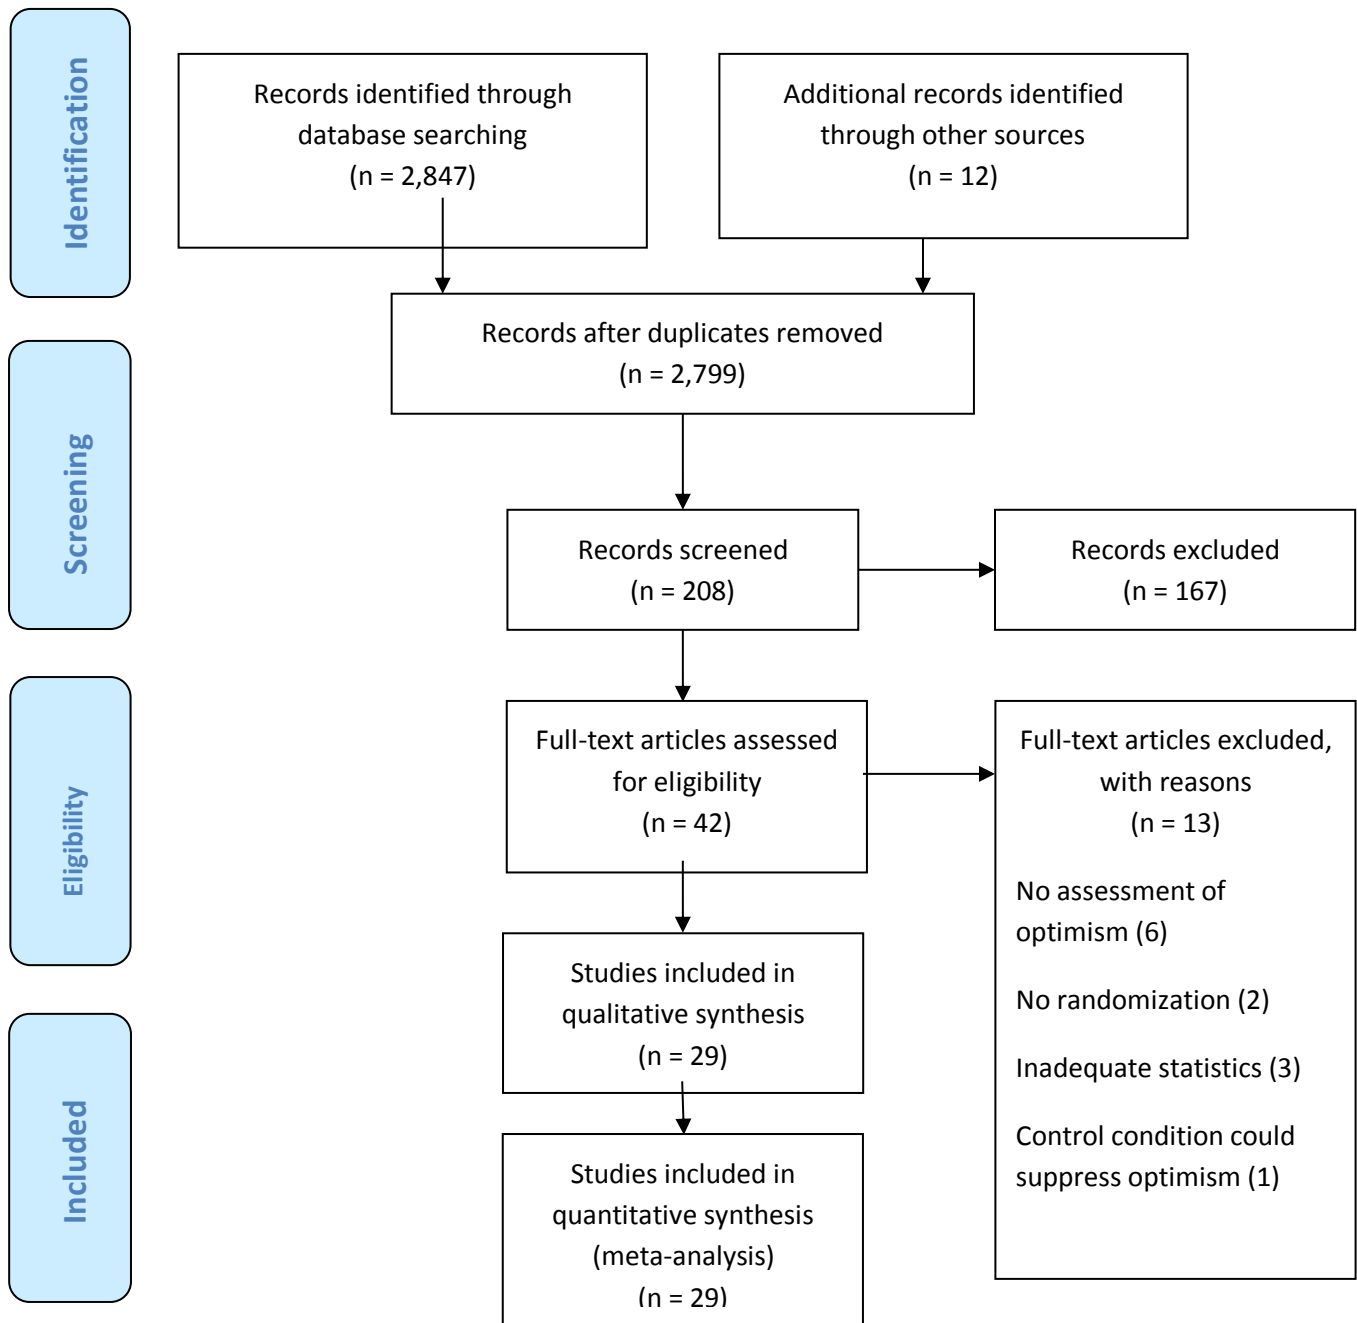 Identification
Records identified through
database searching
(n = 2,847)
Additional records identified
through other sources
(n = 12)
Records after duplicates removed
(n = 2,799)
Screening
Records screened
(n = 208)
Records excluded
(n = 167)
Eligibility
Full-text articles assessed
for eligibility
(n = 42)
Full-text articles excluded,
with reasons
(n = 13)
No assessment of
optimism (6)
No randomization (2)
Inadequate statistics (3)
Control condition could
suppress optimism (1)
Studies included in
qualitative synthesis
(n = 29)
Included
Studies included in
quantitative synthesis
(meta-analysis)
(n = 29)